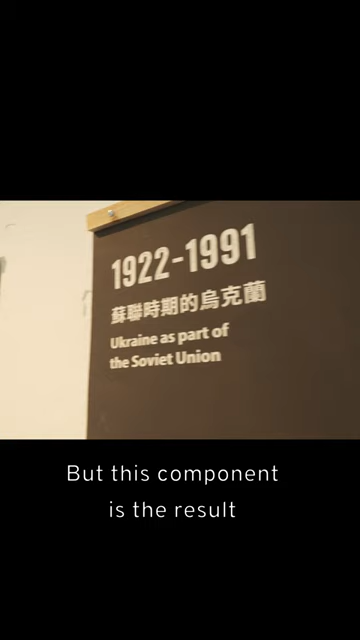 1922-1991
蘇聯時期的烏克蘭
Ukraine as part of
the Soviet Union
But this component
is the result